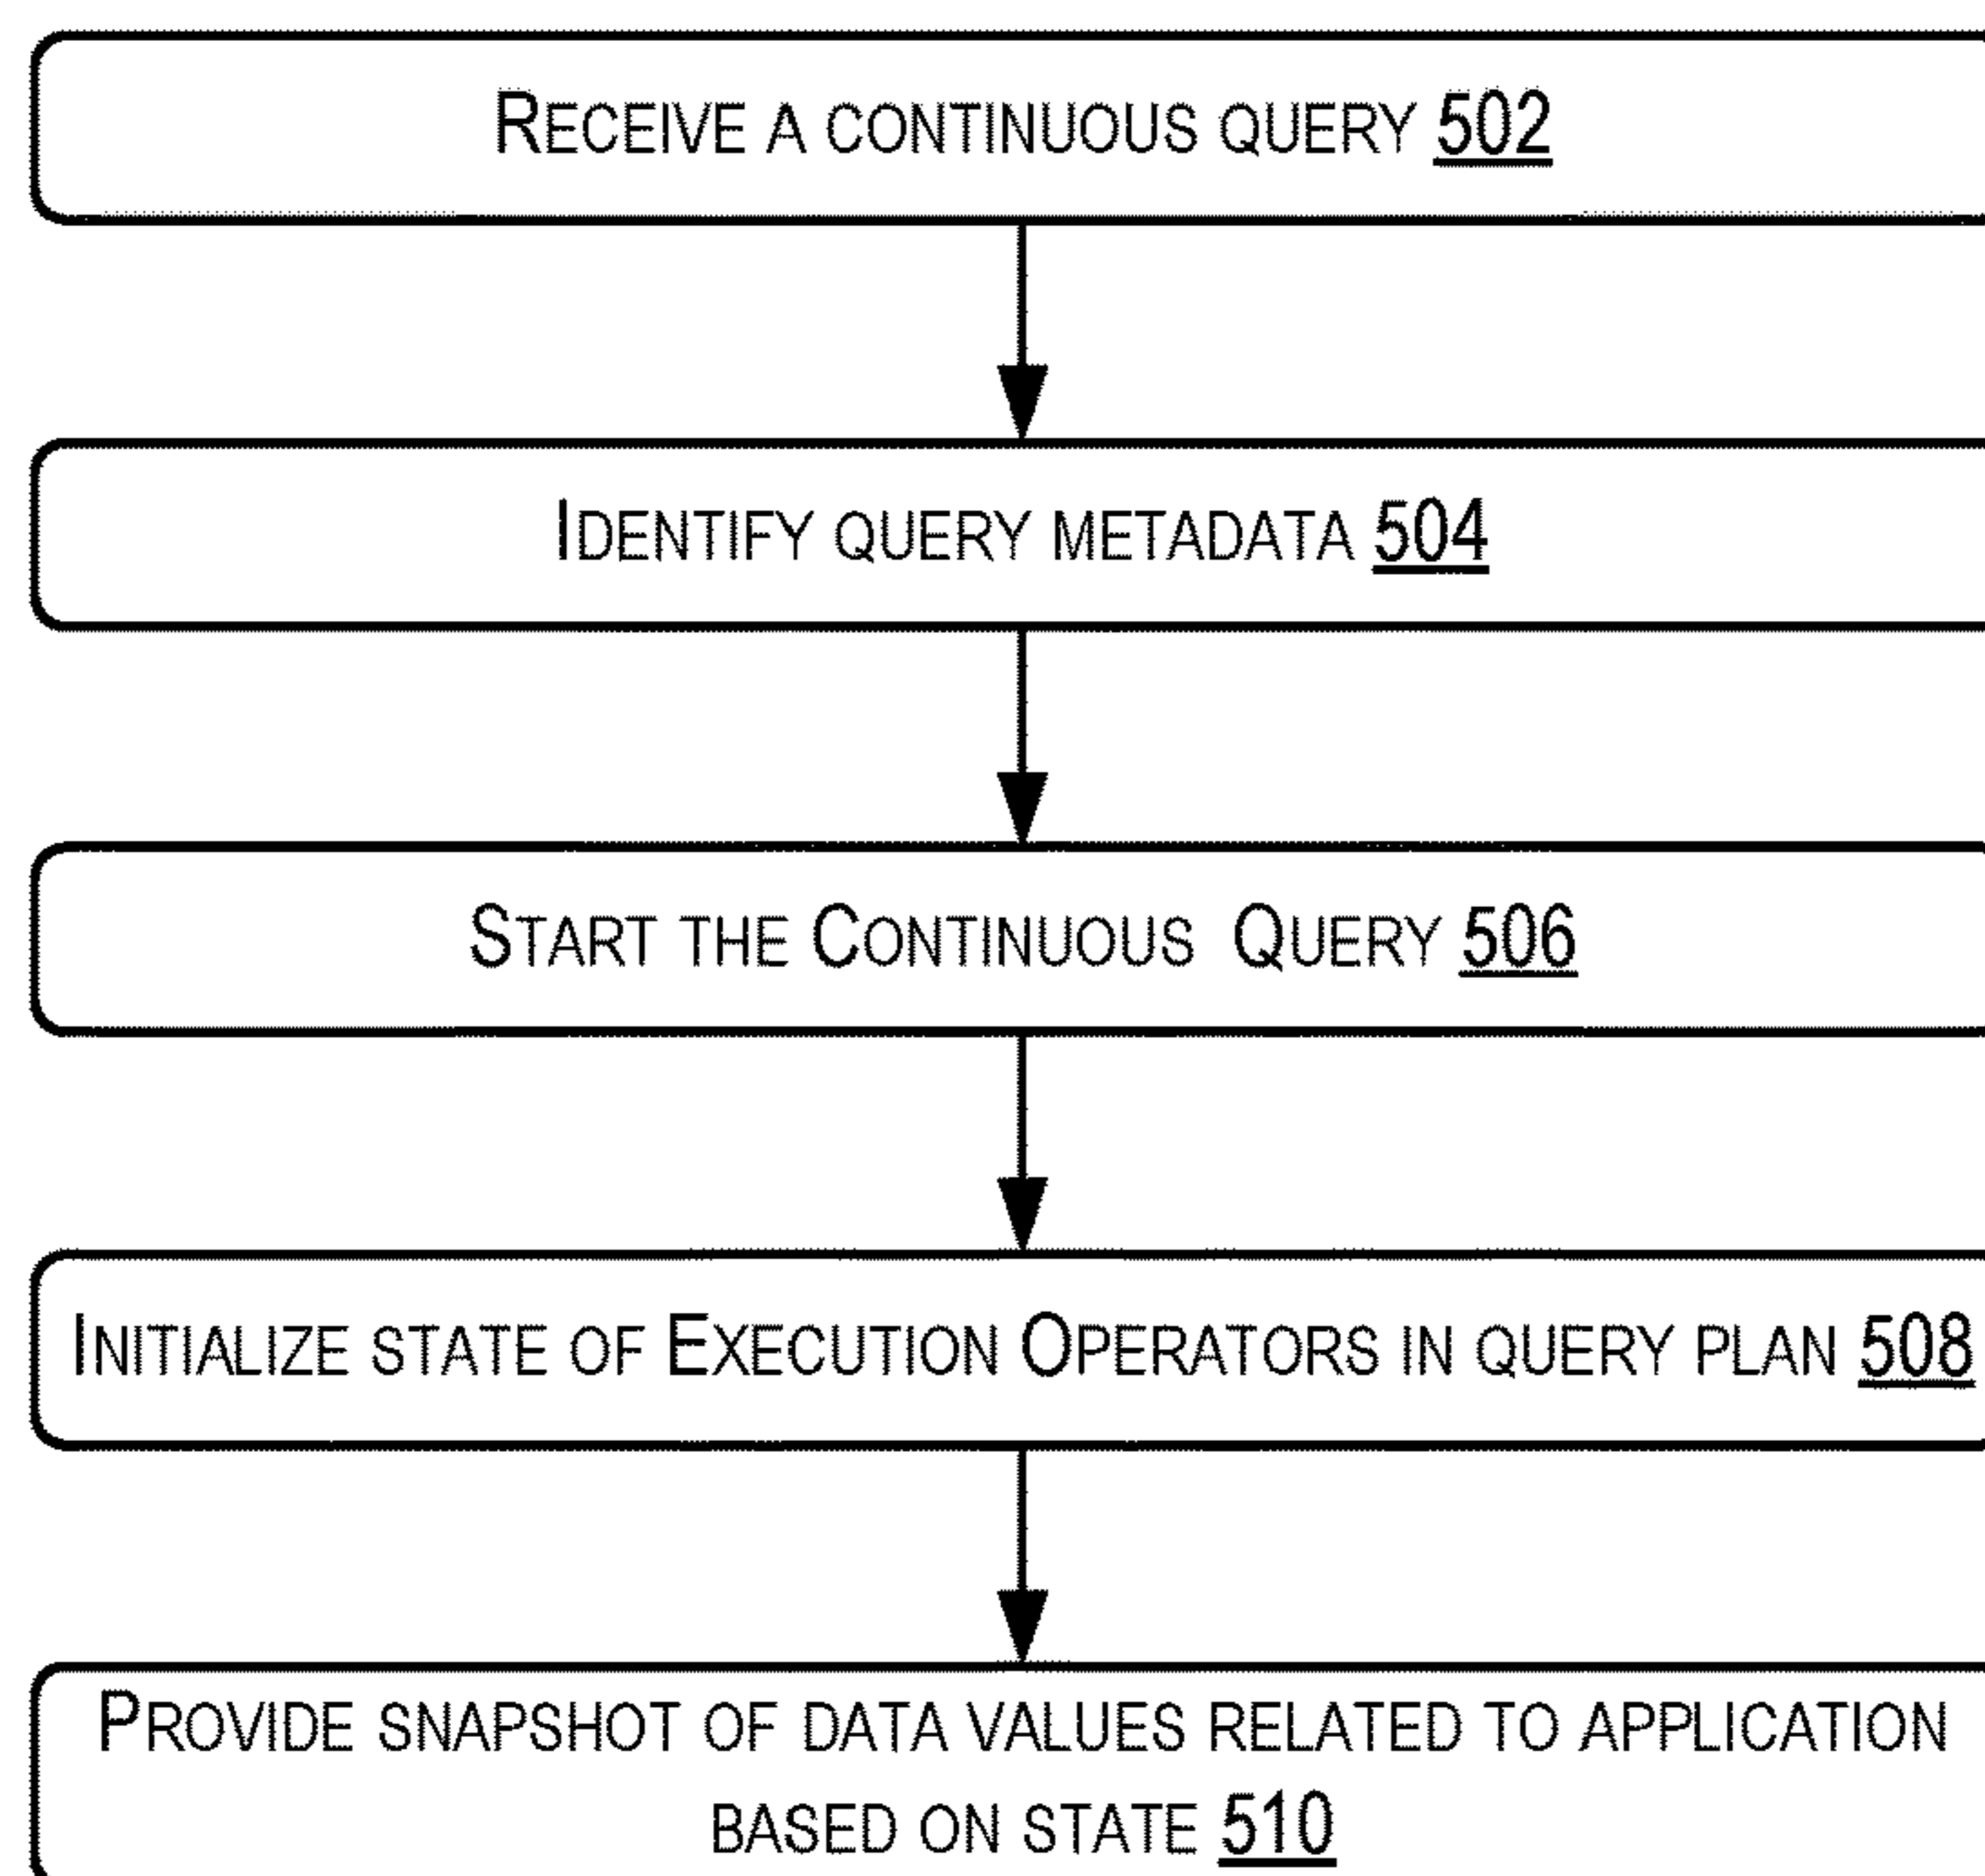 RECEIVE A CONTINUOUS QUERY 502
IDENTIFY QUERY METADATA 504
START THE CONTINUOUS QUERY 506
INITIALIZE STATE OF EXECUTION OPERATORS IN QUERY PLAN 508
PROVIDE SNAPSHOT OF DATA VALUES RELATED TO APPLICATION
BASED ON STATE 510